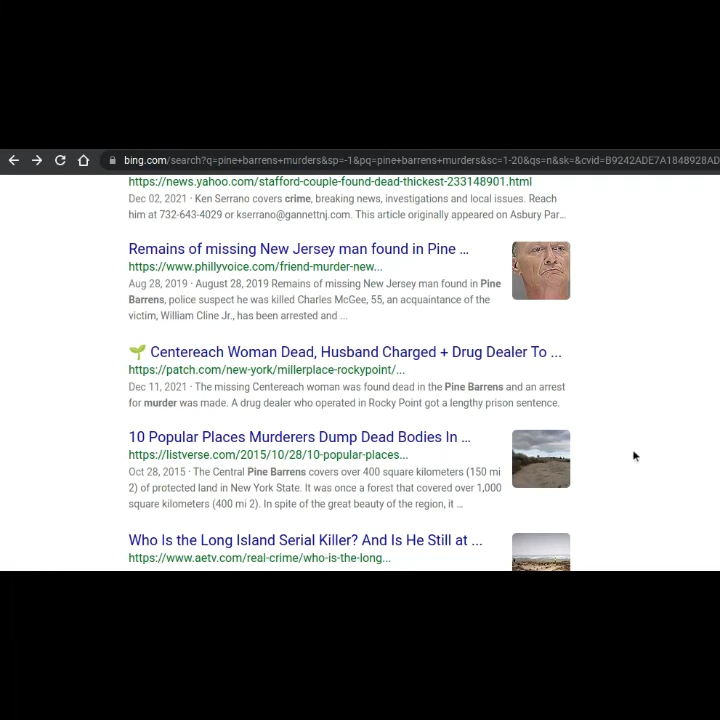 bing.com/search?q=pine+barrens+murders&sp=-1&pq=pine+barrens+murders&sc=1-20&qs=n&sk=&cvid=B9242ADE7A1848928AD
https://news.yahoo.com/stafford-couple-found-dead-thickest-233148901.html
Dec 02, 2021 · Ken Serrano covers crime, breaking news, investigations and local issues. Reach
him at 732-643-4029 or kserrano@gannettnj.com. This article originally appeared on Asbury Par...
Remains of missing New Jersey man found in Pine ...
https://www.phillyvoice.com/friend-murder-new...
Aug 28, 2019 · August 28, 2019 Remains of missing New Jersey man found in Pine
Barrens, police suspect he was killed Charles McGee, 55, an acquaintance of the
victim, William Cline Jr., has been arrested and ...
🌱 Centereach Woman Dead, Husband Charged + Drug Dealer To ...
https://patch.com/new-york/millerplace-rockypoint/...
Dec 11, 2021 · The missing Centereach woman was found dead in the Pine Barrens and an arrest
for murder was made. A drug dealer who operated in Rocky Point got a lengthy prison sentence.
10 Popular Places Murderers Dump Dead Bodies In ...
https://listverse.com/2015/10/28/10-popular-places...
Oct 28, 2015 · The Central Pine Barrens covers over 400 square kilometers (150 mi
2) of protected land in New York State. It was once a forest that covered over 1,000
square kilometers (400 mi 2). In spite of the great beauty of the region, it ...
Who Is the Long Island Serial Killer? And Is He Still at ...
https://www.aetv.com/real-crime/who-is-the-long...